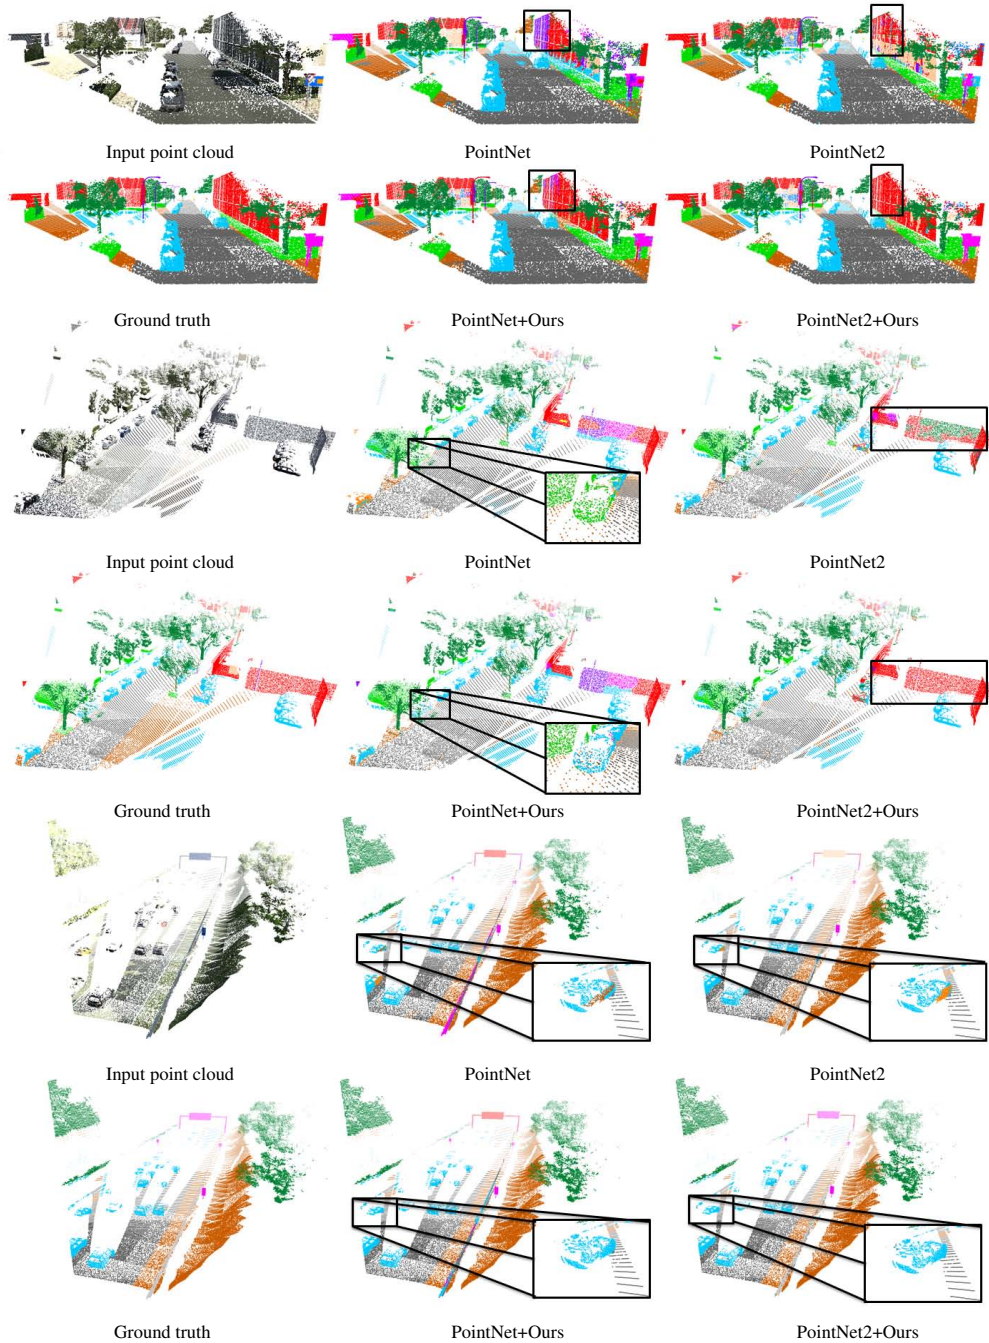 Input point cloud
PointNet
PointNet2
Ground truth
PointNet+Ours
PointNet2+Ours
Input point cloud
PointNet
PointNet2
Ground truth
PointNet+Ours
PointNet2+Ours
Input point cloud
PointNet
PointNet2
Ground truth
PointNet+Ours
PointNet2+Ours